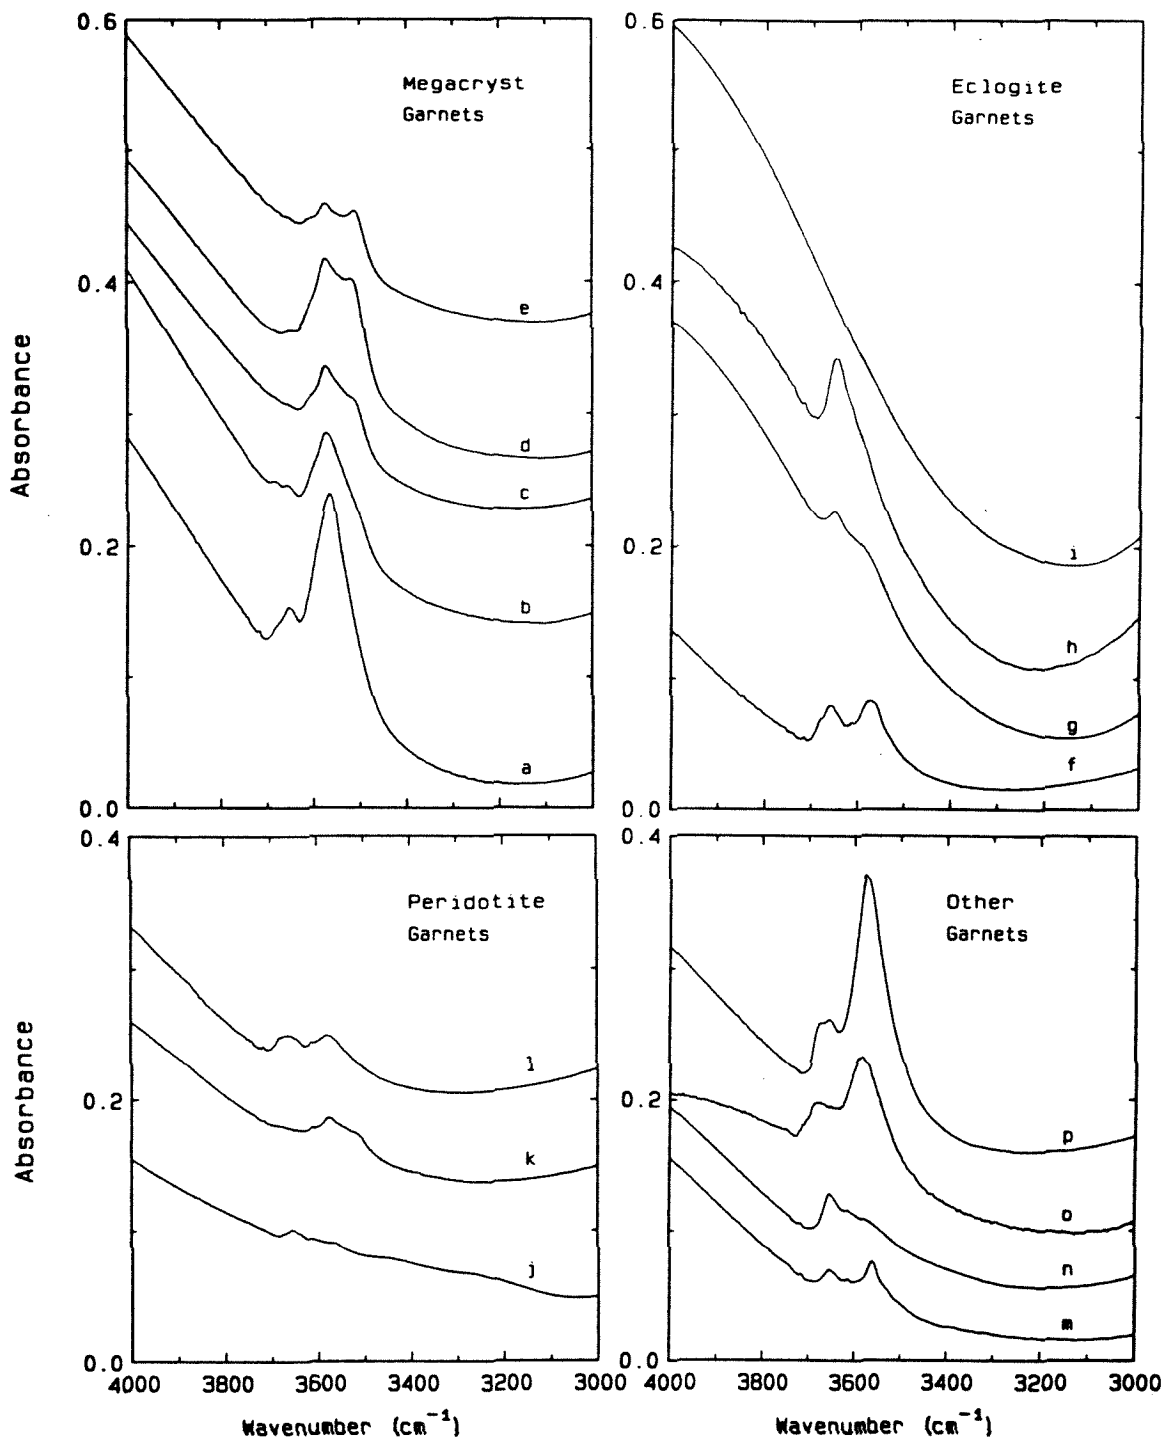 0.6
Megacryst
Garnets
0.4
e
d
c
0.2
b
a
0.0
Absorbance
0.6
Eclogite
Garnets
0.4
0.2
i
h
g
f
0.0
0.4
Peridotite
Garnets
0.2
l
k
j
0.0
Absorbance
4000 3800 3600 3400 3200 3000
Wavenumber (cm⁻¹)
0.4
Other
Garnets
0.2
p
o
n
m
0.0
4000 3800 3600 3400 3200 3000
Wavenumber (cm⁻¹)